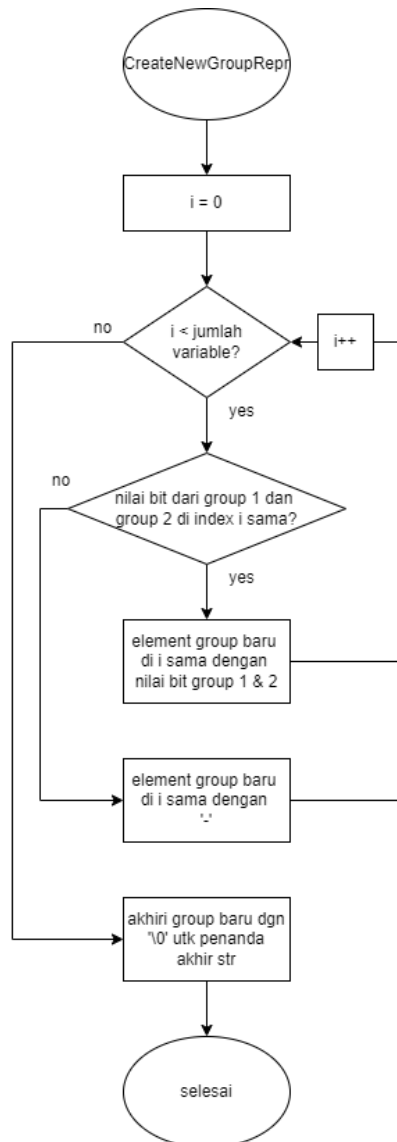 CreateNewGroupRepr
i = 0
no
i < jumlah
variable?
i++
yes
no
nilai bit dari group 1 dan
group 2 di index i sama?
yes
element group baru
di i sama dengan
nilai bit group 1 & 2
element group baru
di i sama dengan
'-'
akhiri group baru dgn
'\0' utk penanda
akhir str
selesai